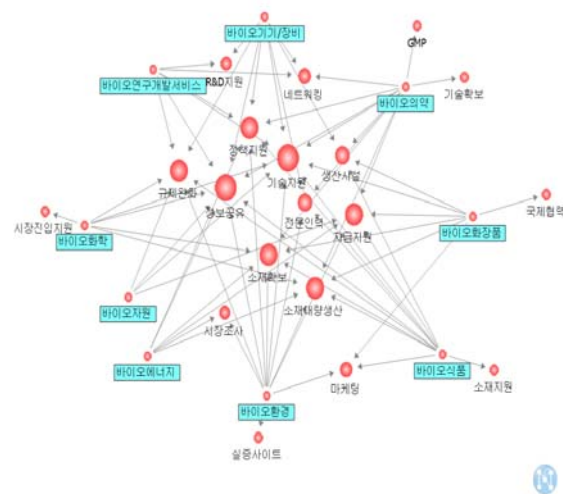 바이오기기/장비
GMP
R&D지원
네트워킹
바이오연구개발서비스
바이오의약
기술확보
정책지원
기술지원
생산시설
규제완화
정보공유
전문인력
자금지원
국제협력
시장진입지원
바이오화학
바이오화장품
소재확보
소재대량생산
바이오자원
시장조사
바이오에너지
바이오식품
마케팅
소재지원
바이오환경
실증사이트